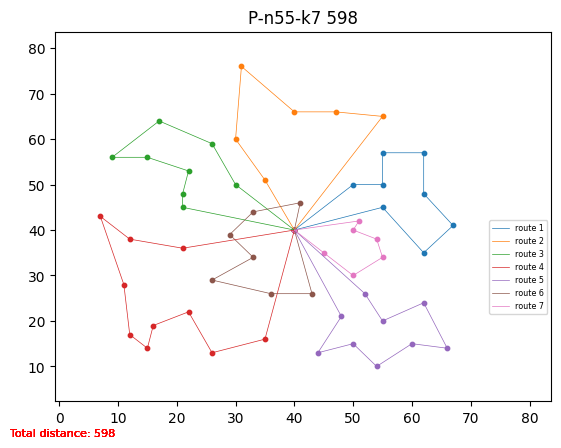 P-n55-k7 598
80
70
60
50
40
30
20
10
route 1
route 2
route 3
route 4
route 5
route 6
route 7
0 10 20 30 40 50 60 70 80
Total distance: 598